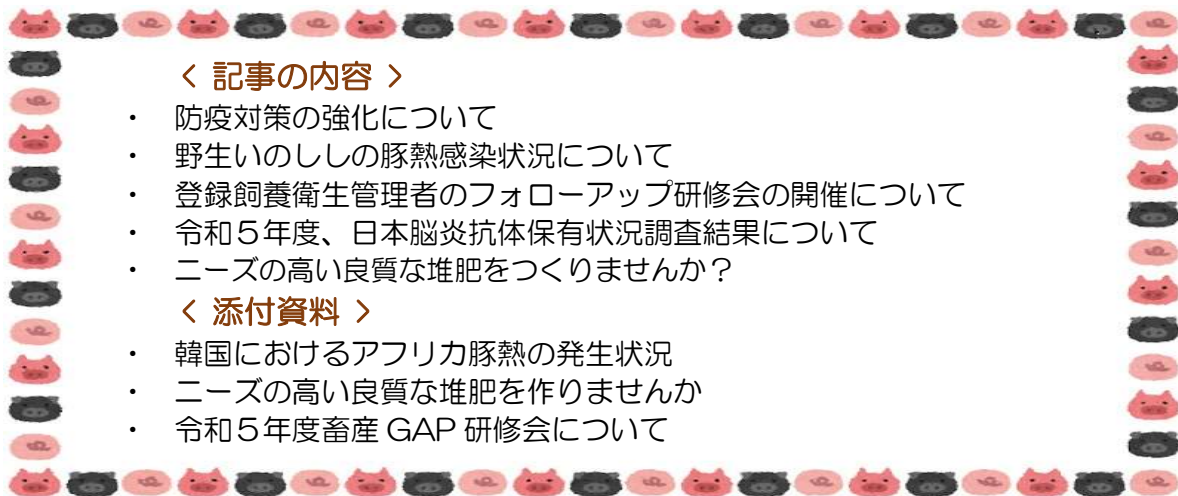 < 記事の内容 >
・ 防疫対策の強化について
・ 野生いのししの豚熱感染状況について
・ 登録飼養衛生管理者のフォローアップ研修会の開催について
・ 令和５年度、日本脳炎抗体保有状況調査結果について
・ ニーズの高い良質な堆肥をつくりませんか？
< 添付資料 >
・ 韓国におけるアフリカ豚熱の発生状況
・ ニーズの高い良質な堆肥を作りませんか
・ 令和５年度畜産 GAP 研修会について